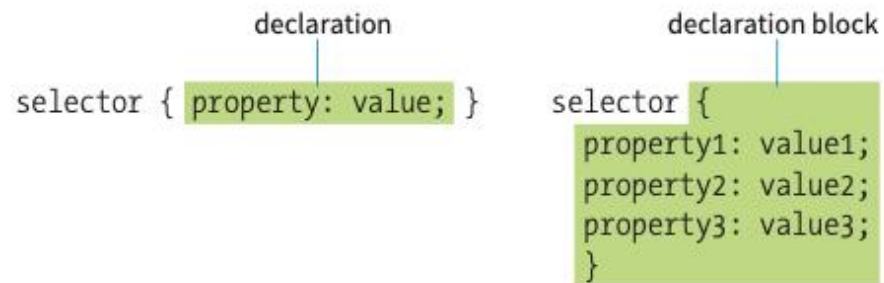 declaration
selector { property: value; }
declaration block
selector {
property1: value1;
property2: value2;
property3: value3;
}